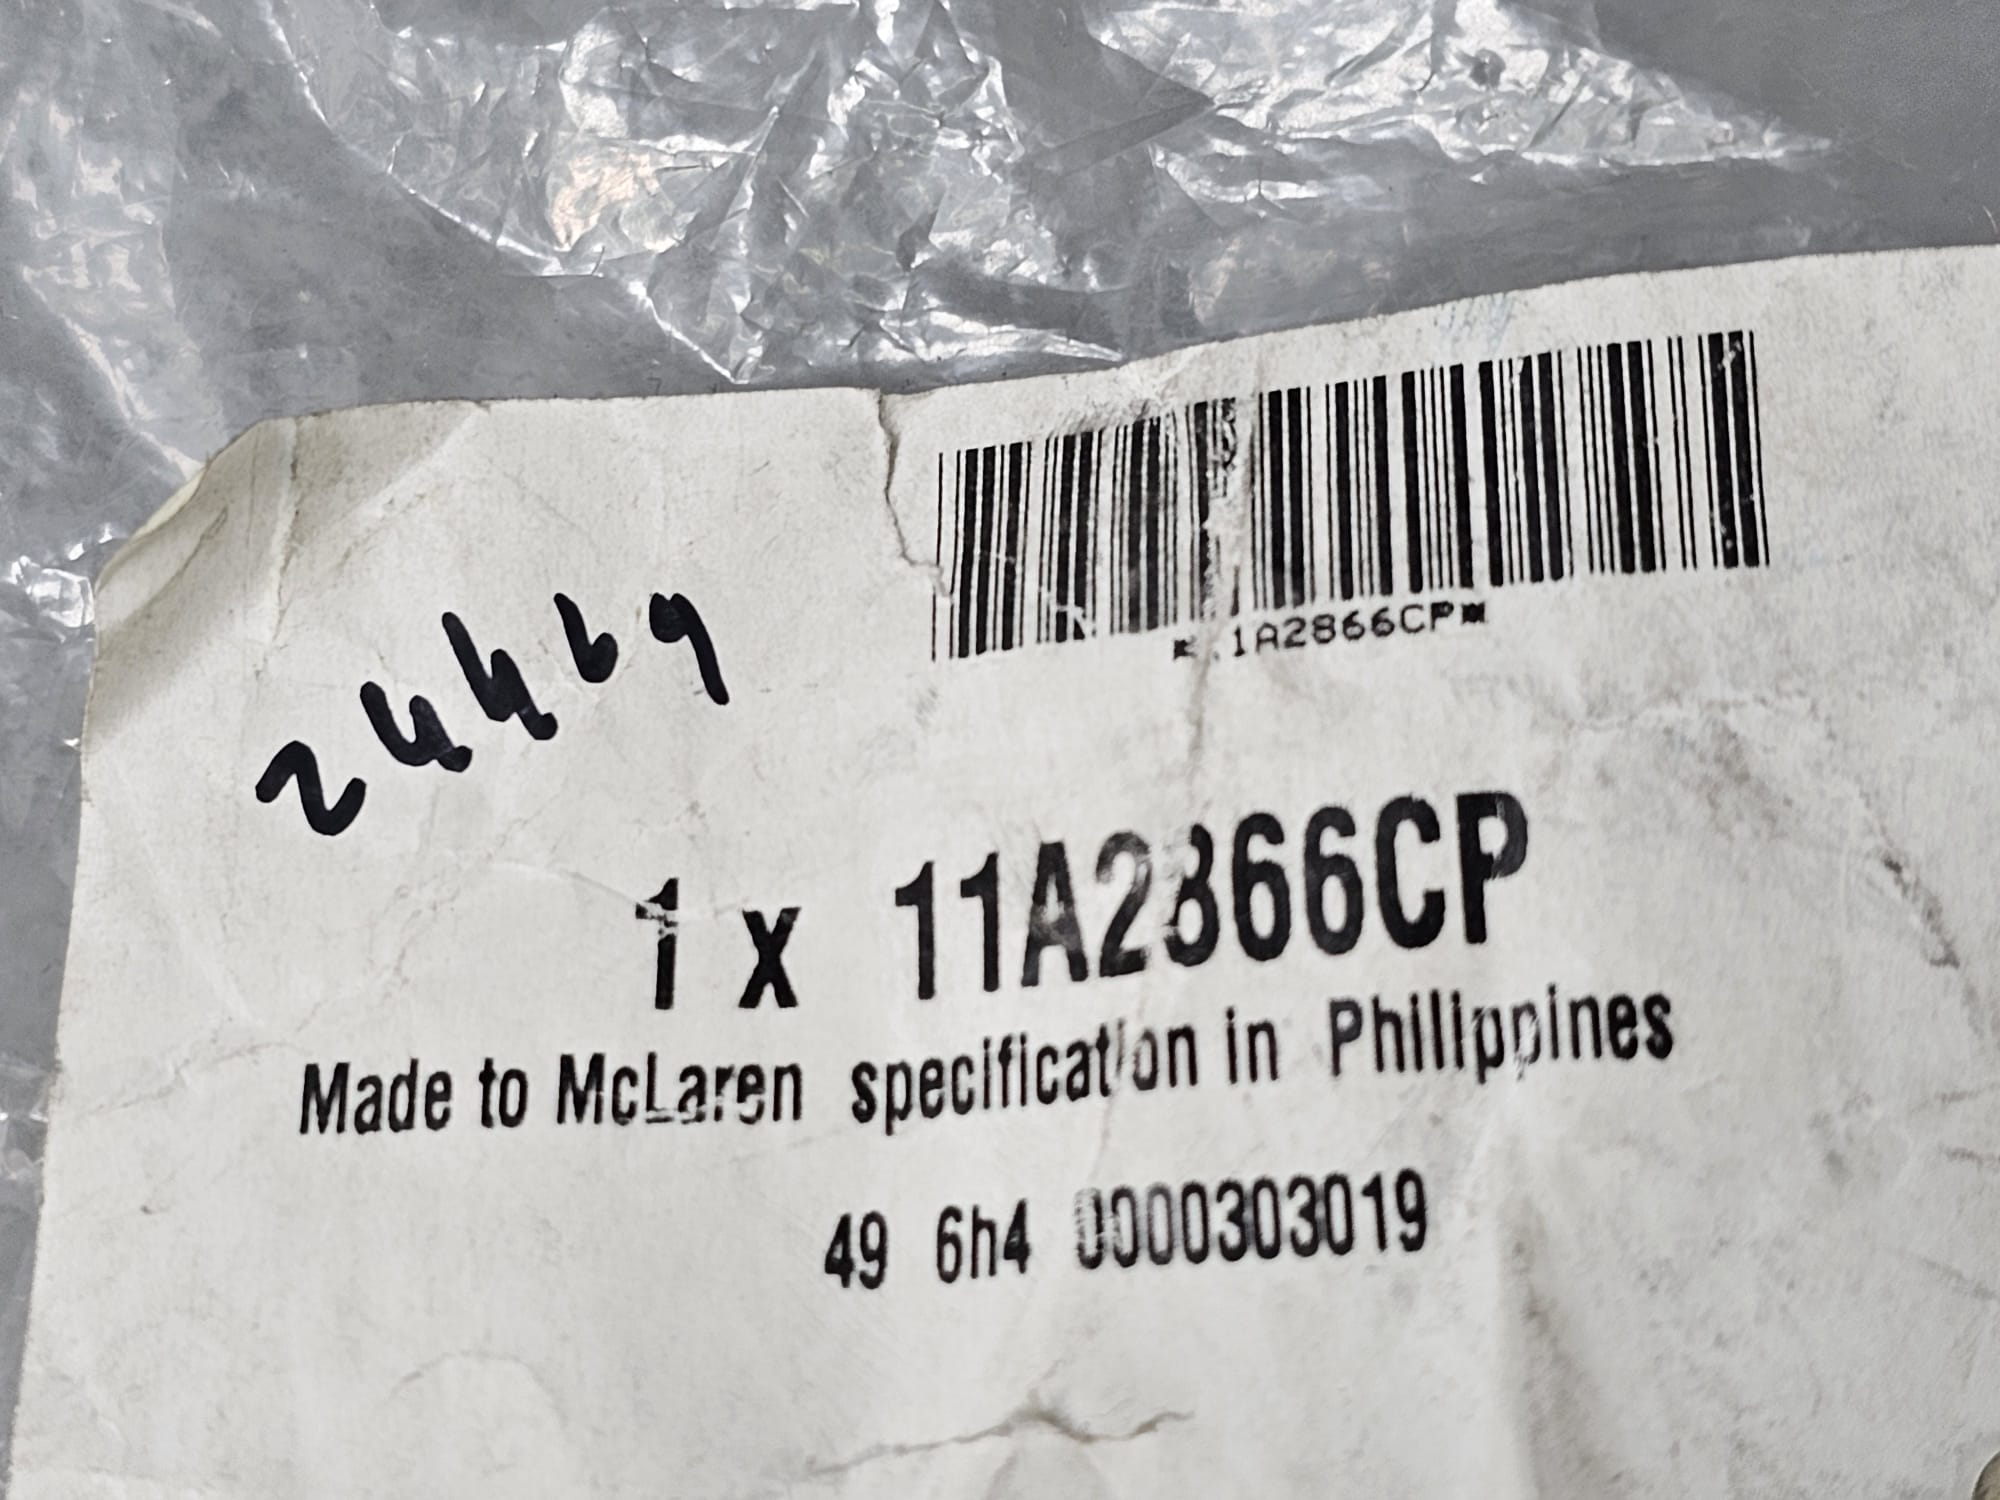 *11A2866CP*
24469
1 x 11A2866CP
Made to McLaren specification in Philippines
49 6h4 0000303019